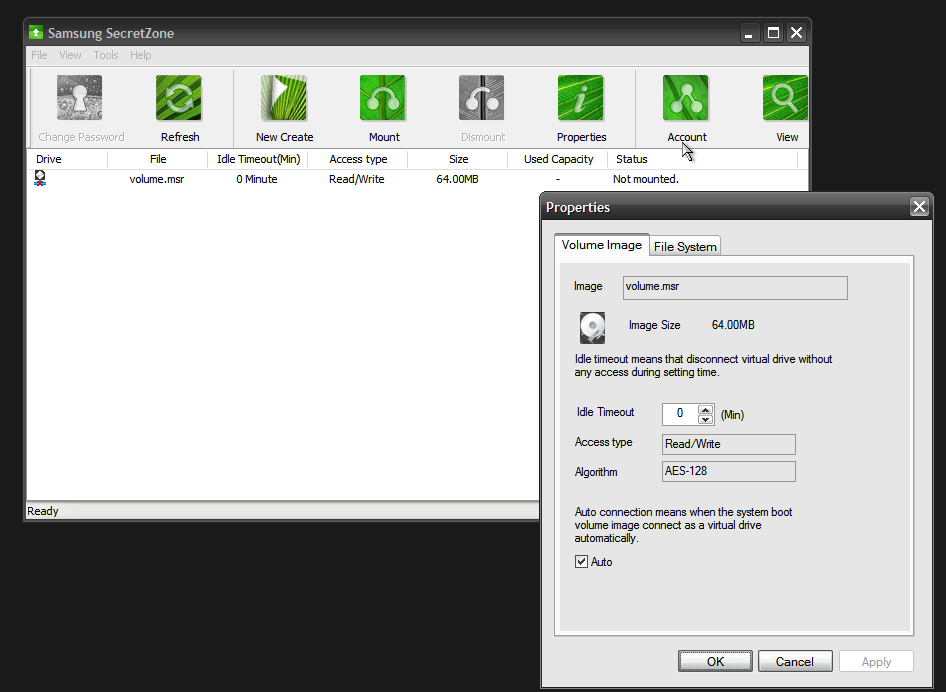 Samsung SecretZone
File View Tools Help
Change Password Refresh New Create Mount Dismount Properties Account View
Drive File Idle Timeout(Min) Access type Size Used Capacity Status
volume.msr 0 Minute Read/Write 64.00MB - Not mounted.
Ready
Properties
Volume Image File System
Image volume.msr
Image Size 64.00MB
Idle timeout means that disconnect virtual drive without
any access during setting time.
Idle Timeout 0 (Min)
Access type Read/Write
Algorithm AES-128
Auto connection means when the system boot
volume image connect as a virtual drive
automatically.
Auto
OK Cancel Apply